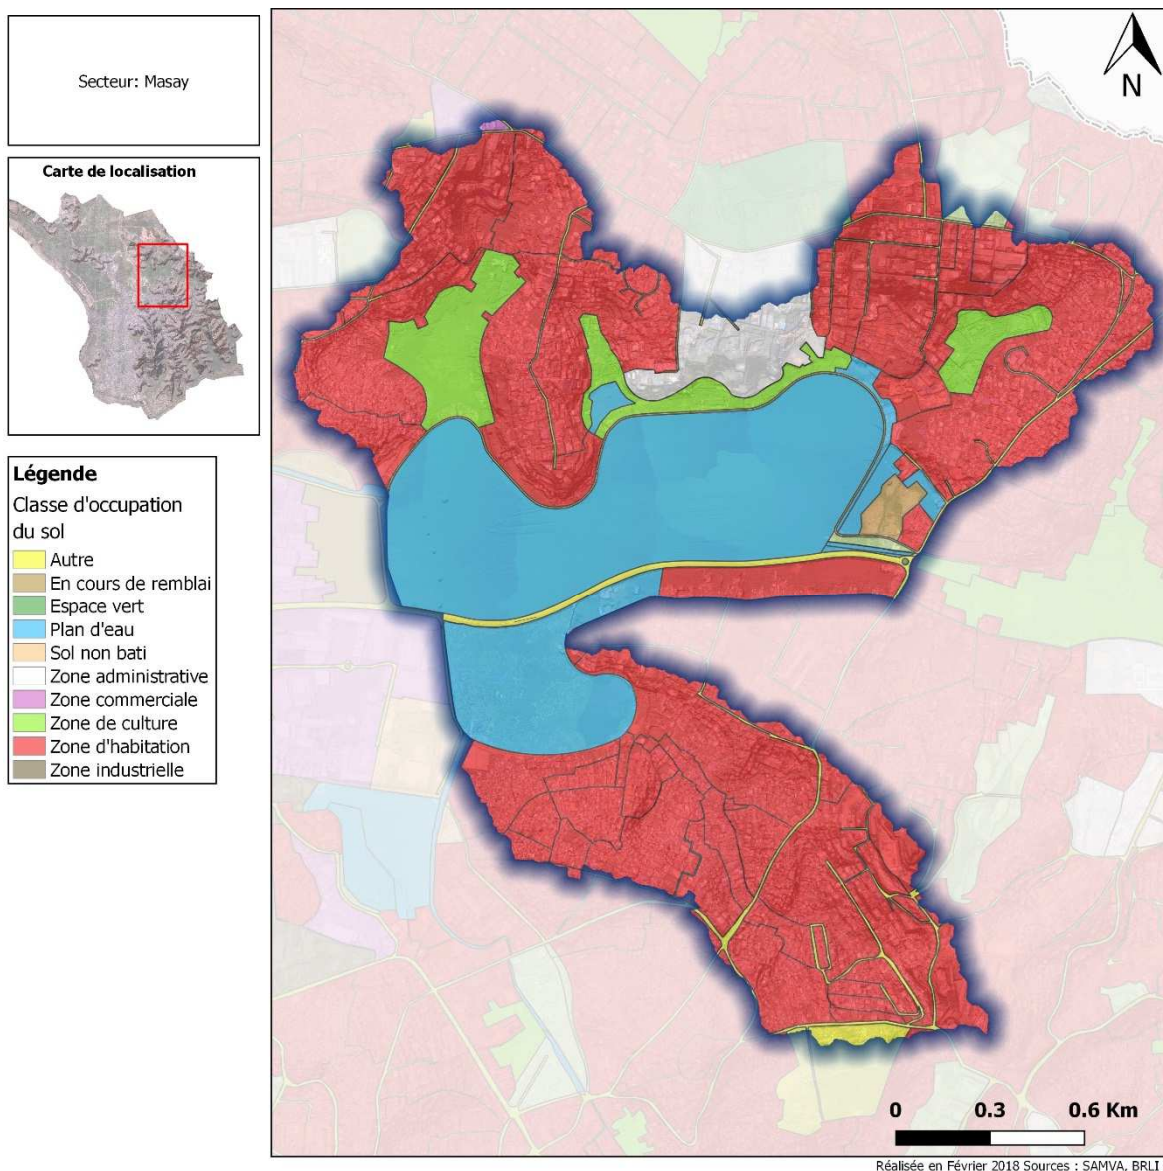 Secteur: Masay
Carte de localisation
Légende
Classe d'occupation
du sol
Autre
En cours de remblai
Espace vert
Plan d'eau
Sol non bati
Zone administrative
Zone commerciale
Zone de culture
Zone d'habitation
Zone industrielle
N
0 0.3 0.6 Km
Réalisée en Février 2018 Sources : SAMVA, BRLI